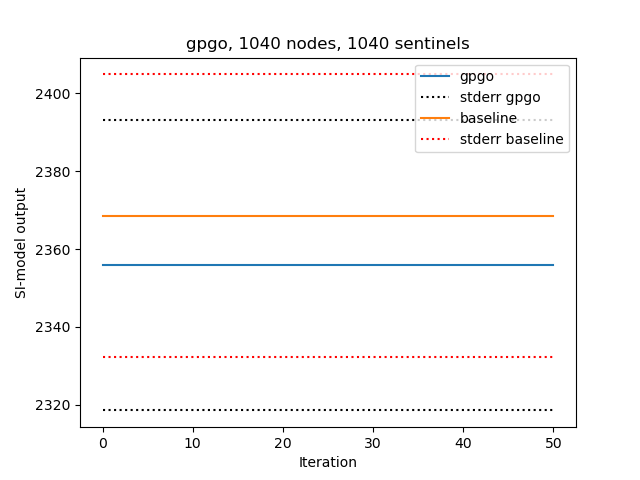 gpgo, 1040 nodes, 1040 sentinels
gpgo
stderr gpgo
baseline
stderr baseline
SI-model output
2400
2380
2360
2340
2320
0 10 20 30 40 50
Iteration